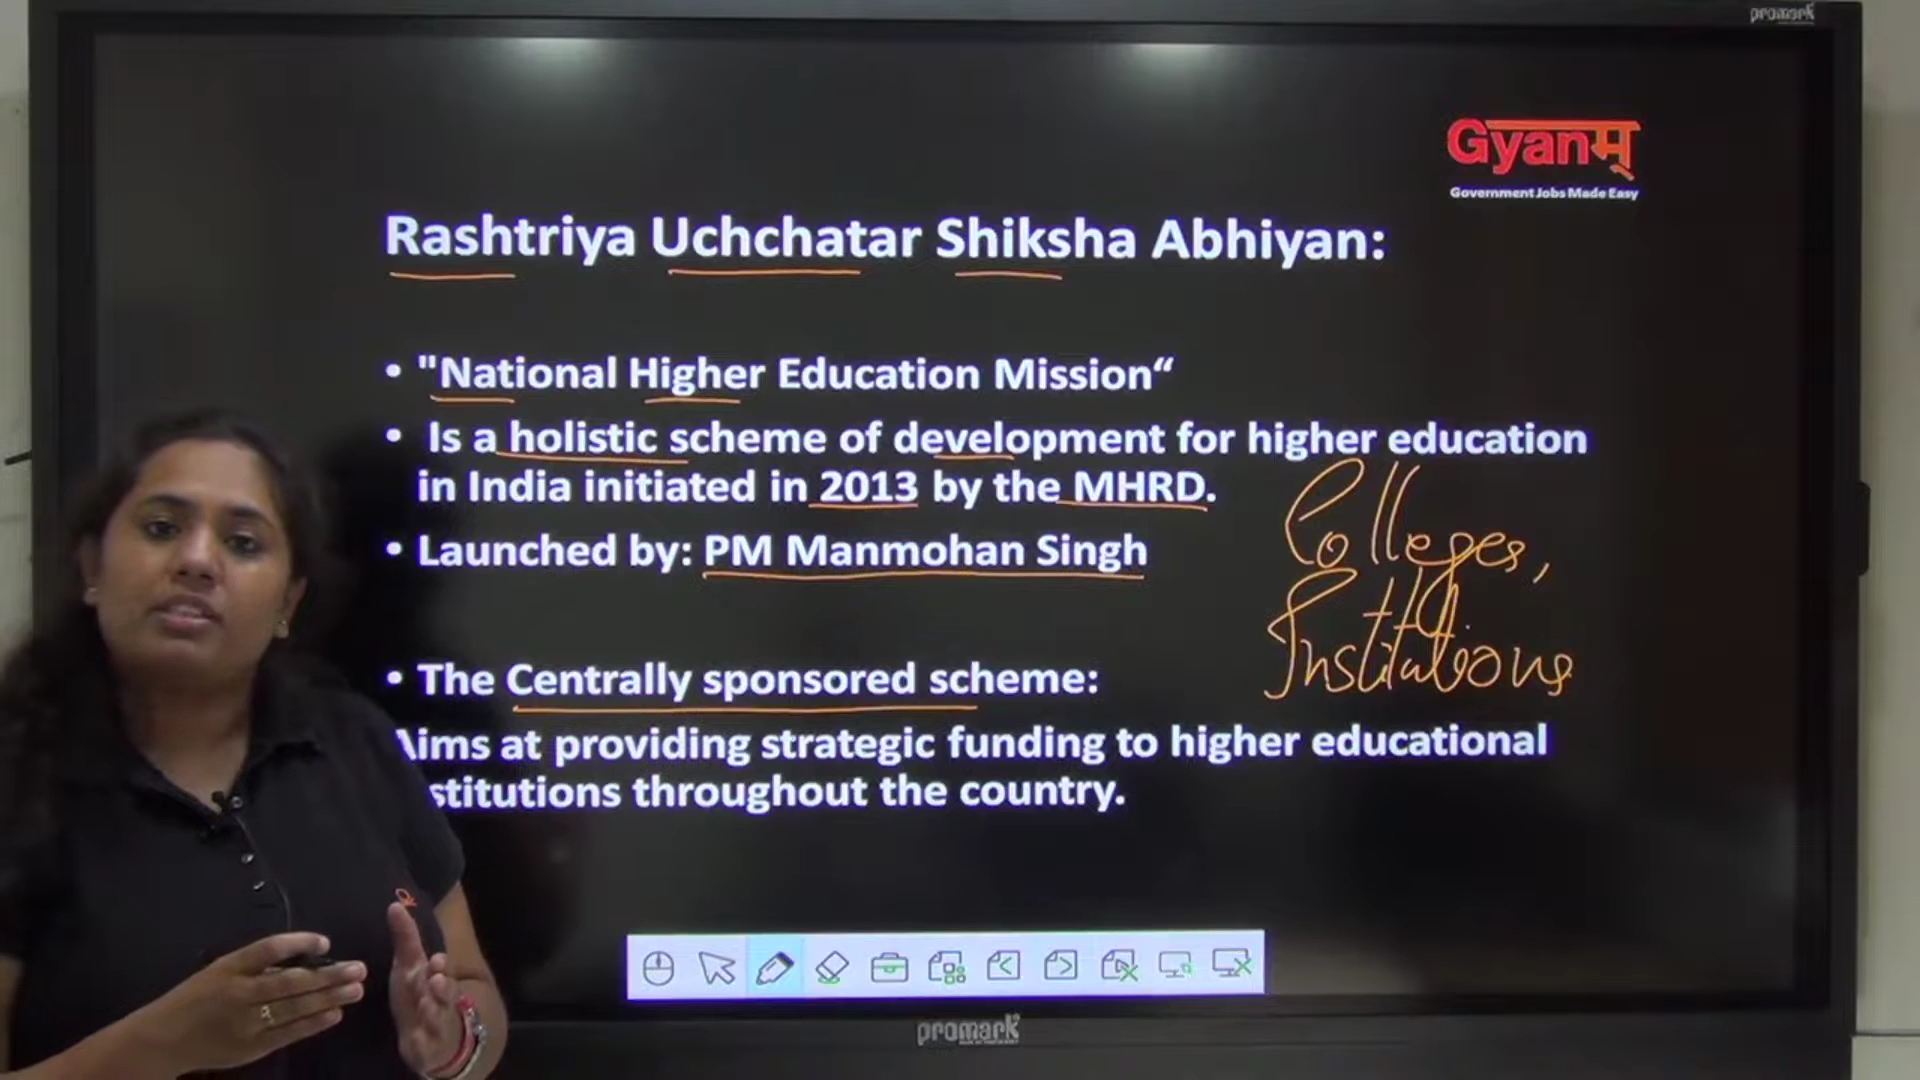 promark
Gyanम्
Government Jobs Made Easy
Rashtriya Uchchatar Shiksha Abhiyan:
• "National Higher Education Mission“
• Is a holistic scheme of development for higher education
in India initiated in 2013 by the MHRD.
• Launched by: PM Manmohan Singh
Colleges,
Institutions
• The Centrally sponsored scheme:
Aims at providing strategic funding to higher educational
stitutions throughout the country.
promark